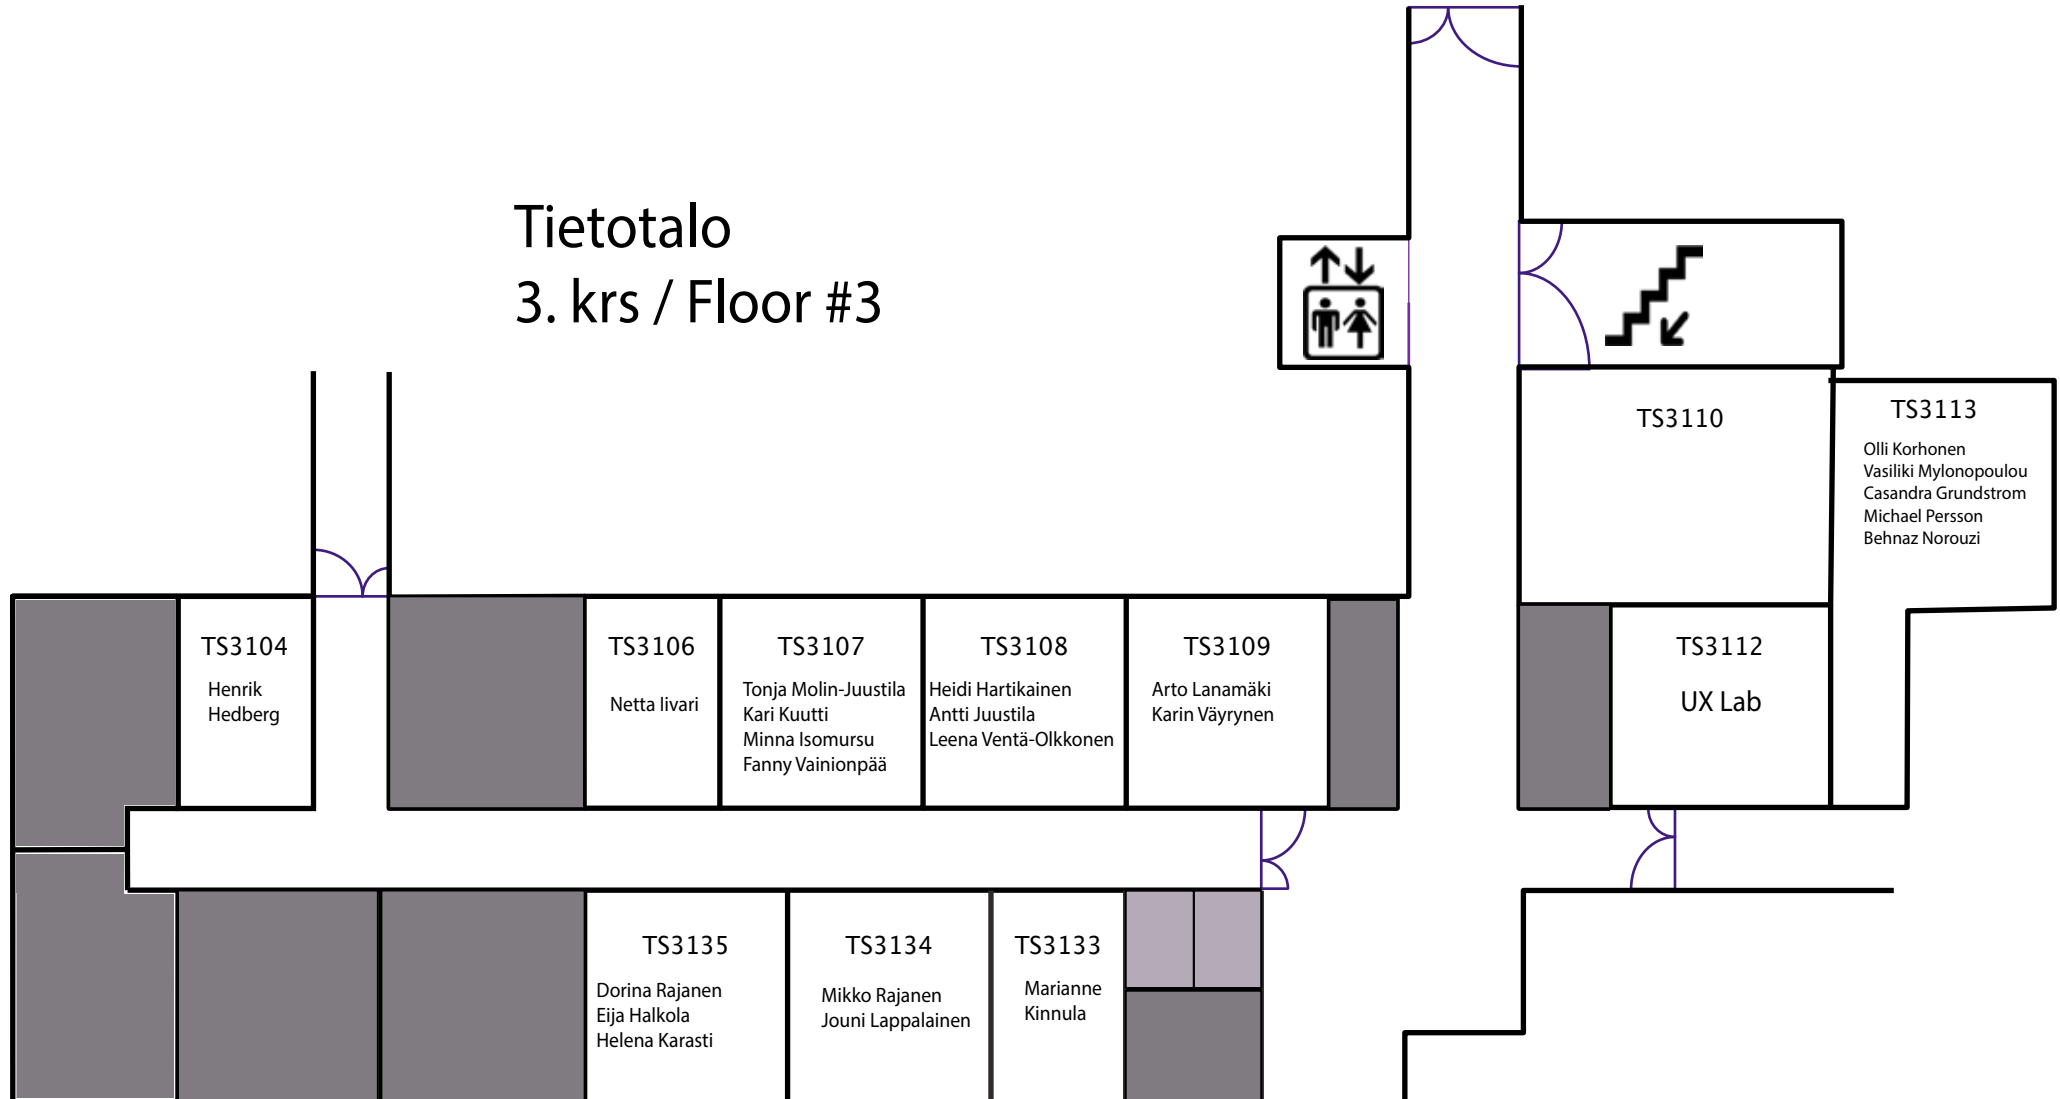 Tietotalo
3. krs / Floor #3
TS3110
TS3113
Olli Korhonen
Vasiliki Mylonopoulou
Casandra Grundstrom
Michael Persson
Behnaz Norouzi
TS3104
Henrik
Hedberg
TS3106
Netta Iivari
TS3107
Tonja Molin-Juustila
Kari Kuutti
Minna Isomursu
Fanny Vainionpää
TS3108
Heidi Hartikainen
Antti Juustila
Leena Ventä-Olkkonen
TS3109
Arto Lanamäki
Karin Väyrynen
TS3112
UX Lab
TS3135
Dorina Rajanen
Eija Halkola
Helena Karasti
TS3134
Mikko Rajanen
Jouni Lappalainen
TS3133
Marianne
Kinnula